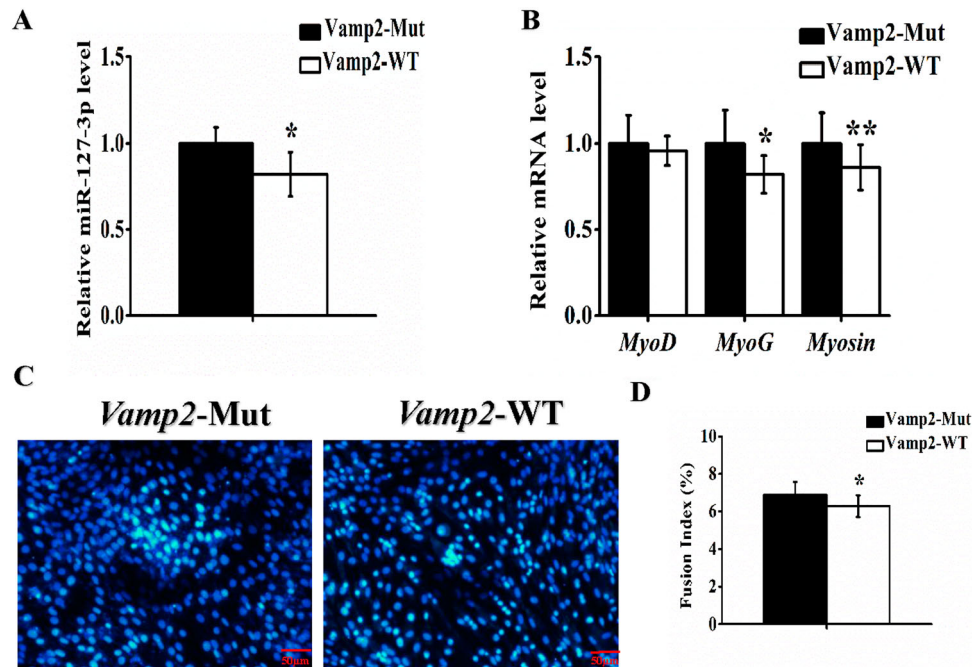 A
Vamp2-Mut
Vamp2-WT
Relative miR-127-3p level
1.5
1.0
0.5
0.0
*
B
Vamp2-Mut
Vamp2-WT
Relative mRNA level
1.5
1.0
0.5
0.0
*
**
MyoD MyoG Myosin
C
Vamp2-Mut Vamp2-WT
50μm 50μm
D
Vamp2-Mut
Vamp2-WT
Fusion Index (%)
10
8
6
4
2
0
*